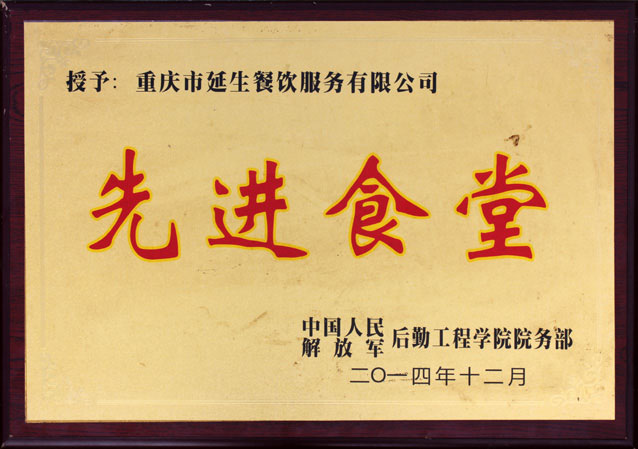 授予：重庆市延生餐饮服务有限公司
先进食堂
中国人民解放军后勤工程学院院务部
二〇一四年十二月